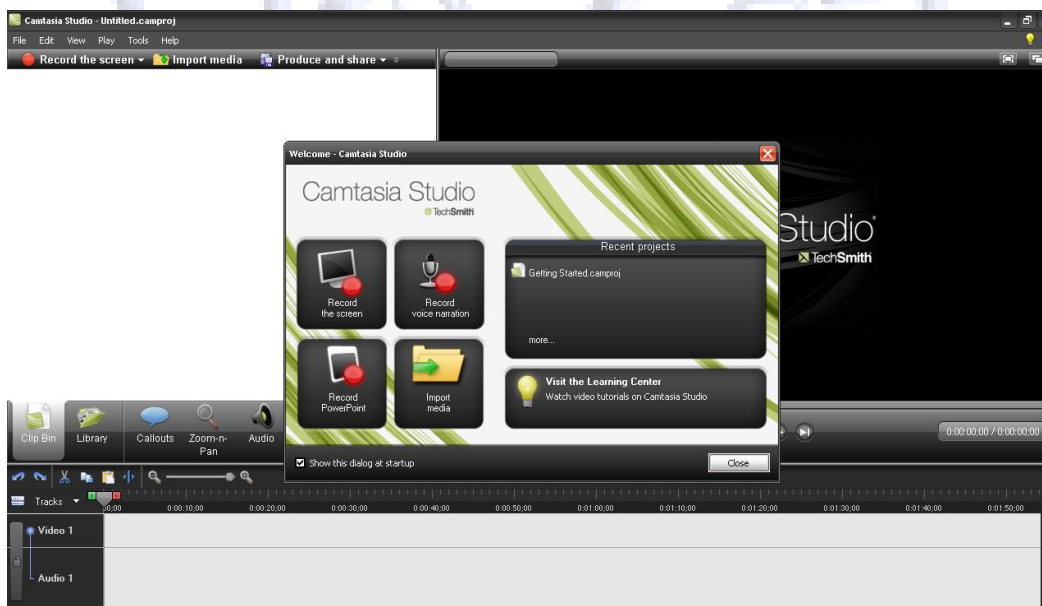 Camtasia Studio - Untitled.camproj
File Edit View Play Tools Help
Record the screen Import media Produce and share
Welcome - Camtasia Studio
Camtasia Studio
TechSmith
Record
the screen
Record
voice narration
Record
PowerPoint
Import
media
Recent projects
Getting Started.camproj
more...
Visit the Learning Center
Watch video tutorials on Camtasia Studio
Show this dialog at startup
Close
Studio
TechSmith
Clip Bin
Library
Callouts
Zoom-n-
Pan
Audio
0:00:00;00 / 0:00:00;00
Tracks
0:00:10;00 0:00:20;00 0:00:30;00 0:00:40;00 0:00:50;00 0:01:00;00 0:01:10;00 0:01:20;00 0:01:30;00 0:01:40;00 0:01:50;00
Video 1
Audio 1